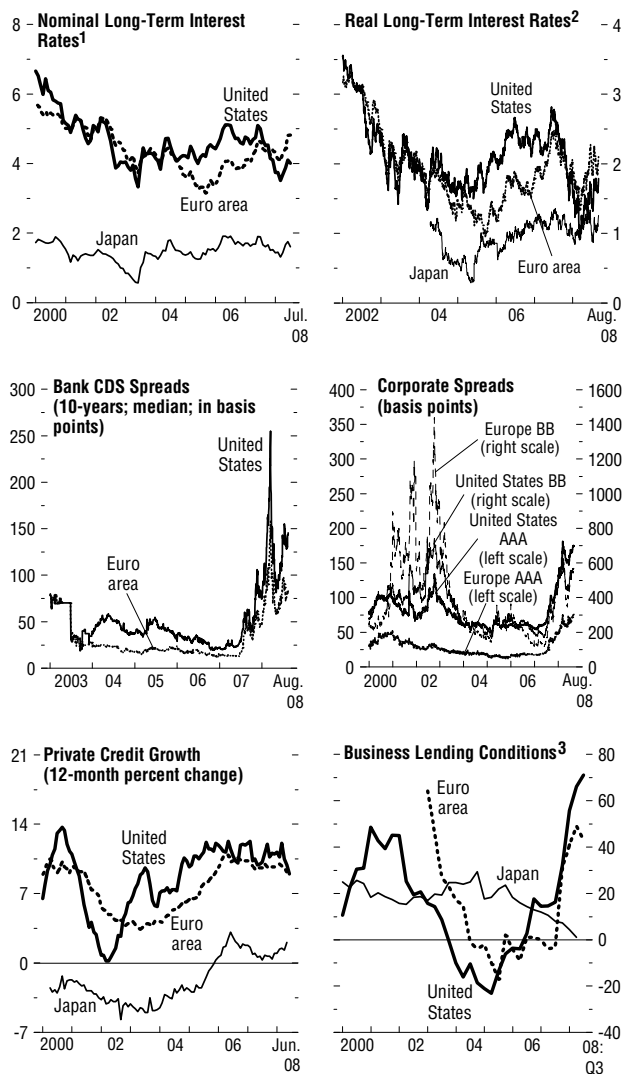 Nominal Long-Term Interest
Rates1
8
6
4
2
0
United
States
Euro area
Japan
2000 02 04 06 Jul.
08
Real Long-Term Interest Rates2
4
3
2
1
0
United
States
Japan
Euro area
2002 04 06 Aug.
08
Bank CDS Spreads
(10-years; median; in basis
points)
300
250
200
150
100
50
0
United
States
Euro
area
2003 04 05 06 07 Aug.
08
Corporate Spreads
(basis points)
400
350
300
250
200
150
100
50
0
1600
1400
1200
1000
800
600
400
200
0
Europe BB
(right scale)
United States BB
(right scale)
United States
AAA
(left scale)
Europe AAA
(left scale)
2000 02 04 06 Aug.
08
Private Credit Growth
(12-month percent change)
21
14
7
0
-7
United
States
Euro
area
Japan
2000 02 04 06 Jun.
08
Business Lending Conditions3
80
60
40
20
0
-20
-40
Euro
area
Japan
United
States
2000 02 04 06 08:
Q3